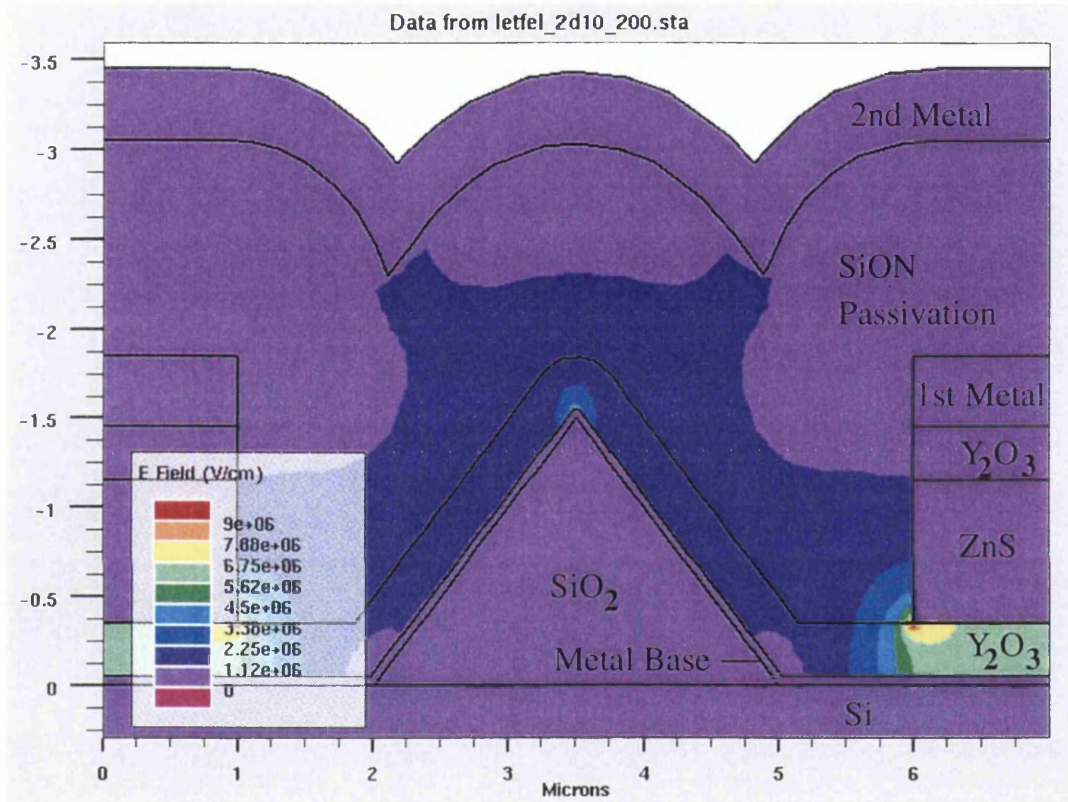 Data from letfel_2d10_200.sta
-3.5
-3
-2.5
-2
-1.5
-1
-0.5
0
2nd Metal
SiON
Passivation
1st Metal
Y2O3
ZnS
Y2O3
SiO2
Metal Base
Si
E Field (V/cm)
9e+06
7.88e+06
6.75e+06
5.62e+06
4.5e+06
3.38e+06
2.25e+06
1.12e+06
0
0 1 2 3 4 5 6
Microns